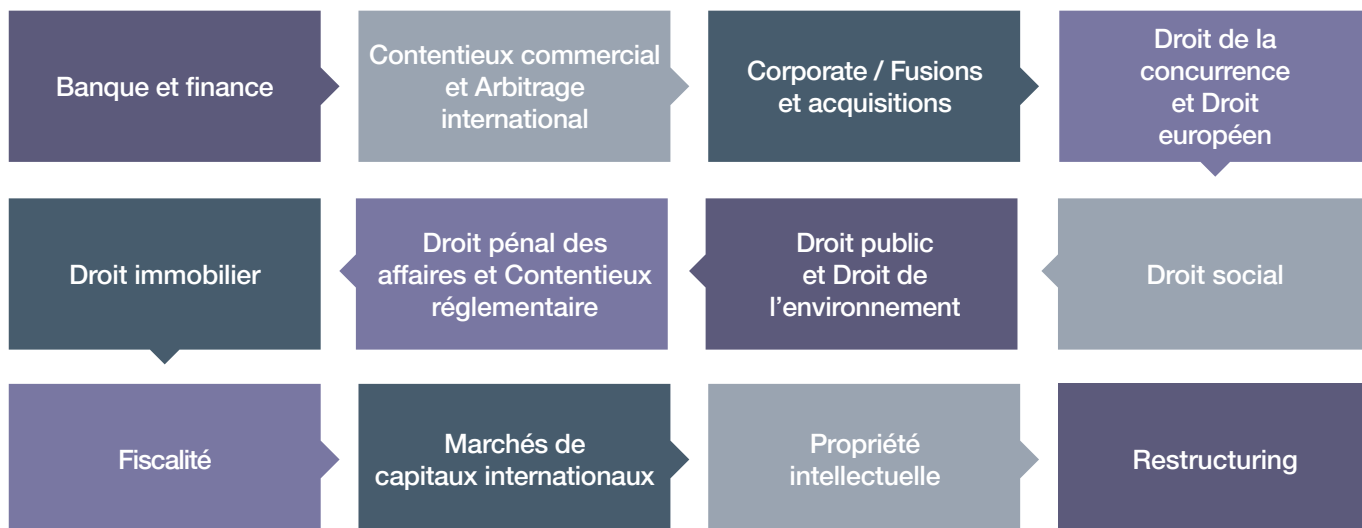 Banque et finance
Contentieux commercial
et Arbitrage
international
Corporate / Fusions
et acquisitions
Droit de la
concurrence
et Droit
européen
Droit social
Droit public
et Droit de
l’environnement
Droit pénal des
affaires et Contentieux
réglementaire
Droit immobilier
Fiscalité
Marchés de
capitaux internationaux
Propriété
intellectuelle
Restructuring